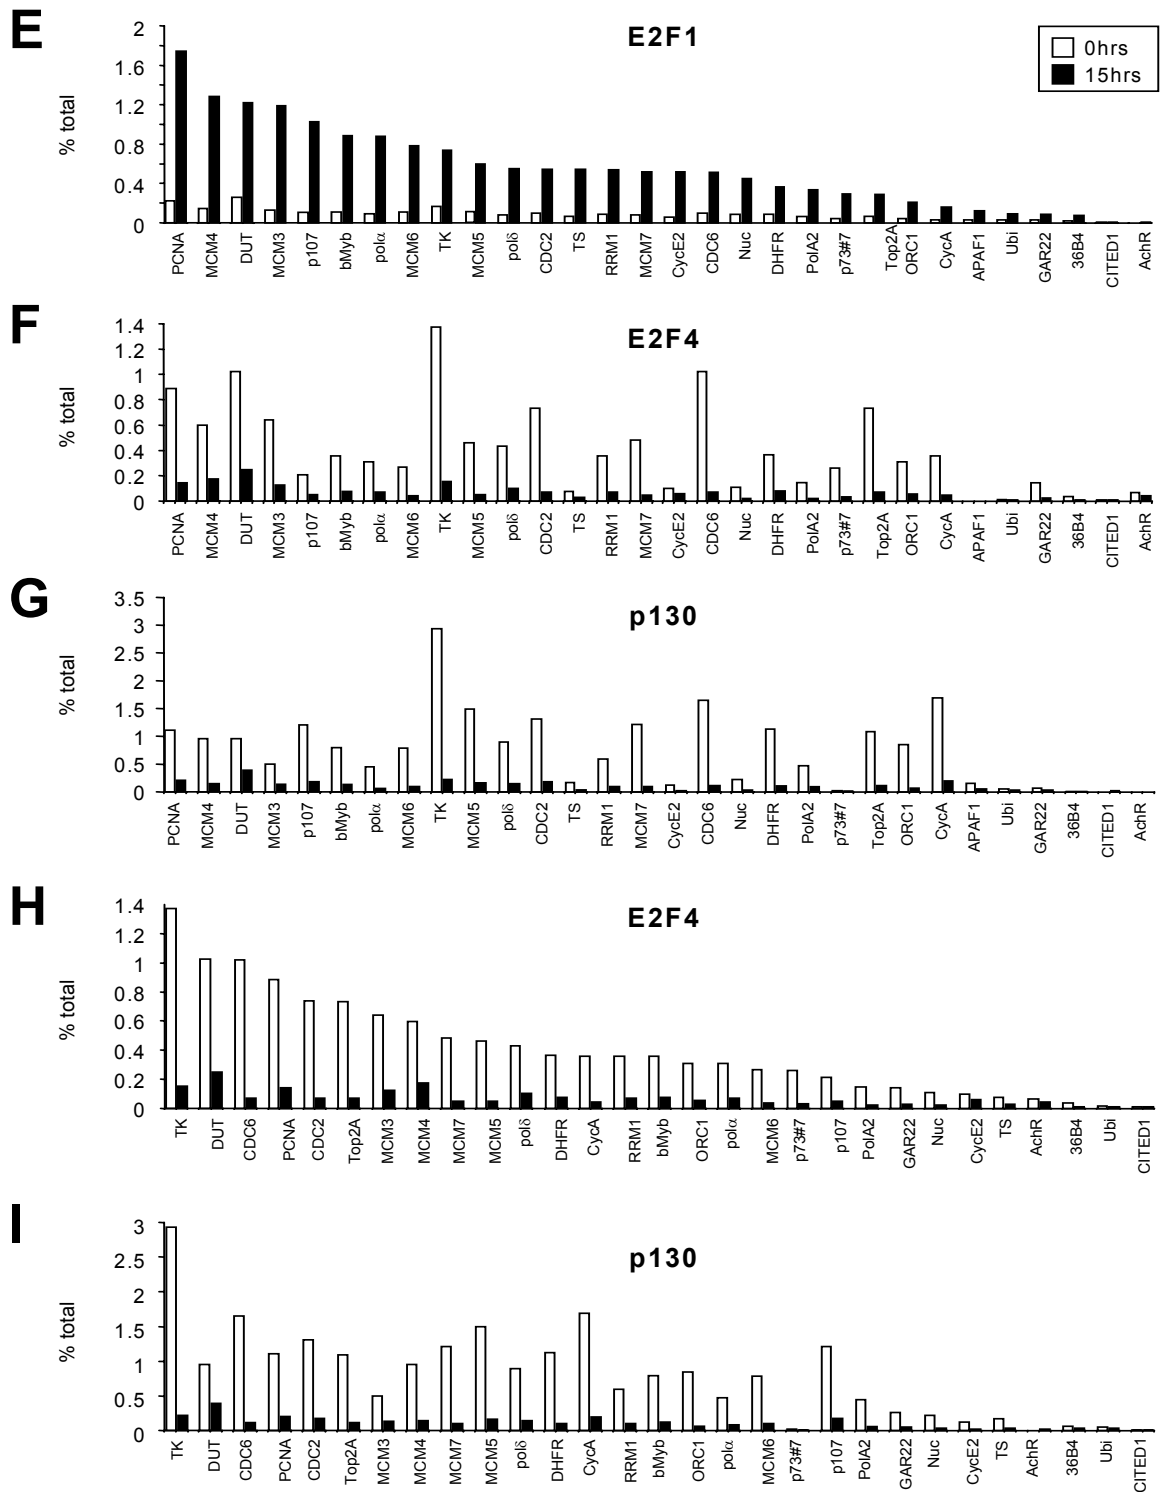 E
E2F1
0hrs
15hrs
% total
2
1.6
1.2
0.8
0.4
0
PCNA
MCM4
DUT
MCM3
p107
bMyb
polα
MCM6
TK
MCM5
polδ
CDC2
TS
RRM1
MCM7
CycE2
CDC6
Nuc
DHFR
PolA2
p73#7
Top2A
ORC1
CycA
APAF1
Ubi
GAR22
36B4
CITED1
AchR
F
E2F4
% total
1.4
1.2
1
0.8
0.6
0.4
0.2
0
PCNA
MCM4
DUT
MCM3
p107
bMyb
polα
MCM6
TK
MCM5
polδ
CDC2
TS
RRM1
MCM7
CycE2
CDC6
Nuc
DHFR
PolA2
p73#7
Top2A
ORC1
CycA
APAF1
Ubi
GAR22
36B4
CITED1
AchR
G
p130
% total
3.5
3
2.5
2
1.5
1
0.5
0
PCNA
MCM4
DUT
MCM3
p107
bMyb
polα
MCM6
TK
MCM5
polδ
CDC2
TS
RRM1
MCM7
CycE2
CDC6
Nuc
DHFR
PolA2
p73#7
Top2A
ORC1
CycA
APAF1
Ubi
GAR22
36B4
CITED1
AchR
H
E2F4
% total
1.4
1.2
1
0.8
0.6
0.4
0.2
0
TK
DUT
CDC6
PCNA
CDC2
Top2A
MCM3
MCM4
MCM7
MCM5
polδ
DHFR
CycA
RRM1
bMyb
ORC1
polα
MCM6
p73#7
p107
PolA2
GAR22
Nuc
CycE2
TS
AchR
36B4
Ubi
CITED1
I
p130
% total
3
2.5
2
1.5
1
0.5
0
TK
DUT
CDC6
PCNA
CDC2
Top2A
MCM3
MCM4
MCM7
MCM5
polδ
DHFR
CycA
RRM1
bMyb
ORC1
polα
MCM6
p73#7
p107
PolA2
GAR22
Nuc
CycE2
TS
AchR
36B4
Ubi
CITED1